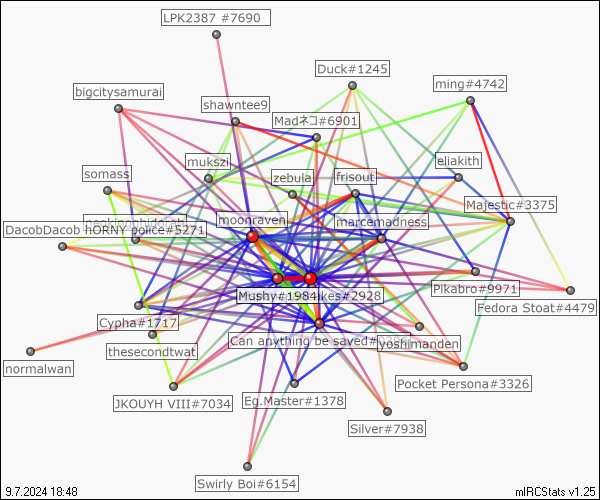 LPK2387 #7690
Duck#1245
ming#4742
bigcitysamurai
shawntee9
Madネコ#6901
mukszi
eliakith
somass
zebulal
frisout
Majestic#3375
moonraven
marcemadness
DacobDacob HORNY police#5271
Pikabro#9971
Mushy#1984 akes#2928
Fedora Stoat#4479
Cypha#1717
Can anything be saved#
yoshimanden
thesecondtwat
normalwan
Pocket Persona#3326
JKOUYH VIII#7034
Eg.Master#1378
Silver#7938
Swirly Boi#6154
9.7.2024 18:48
mIRCStats v1.25